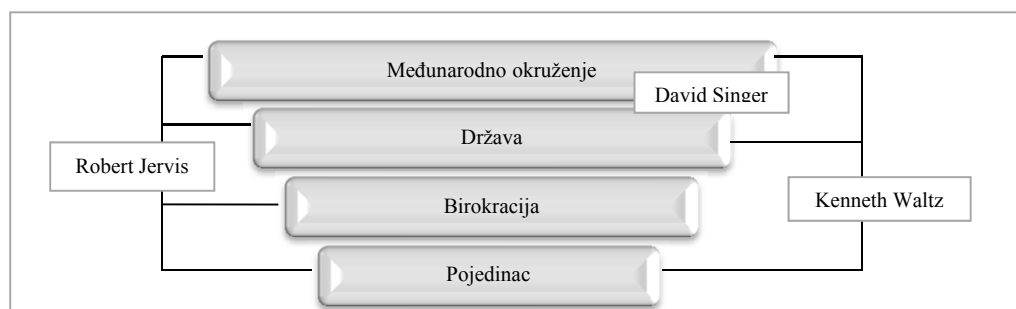 Međunarodno okruženje
David Singer
Država
Robert Jervis
Birokracija
Kenneth Waltz
Pojedinac